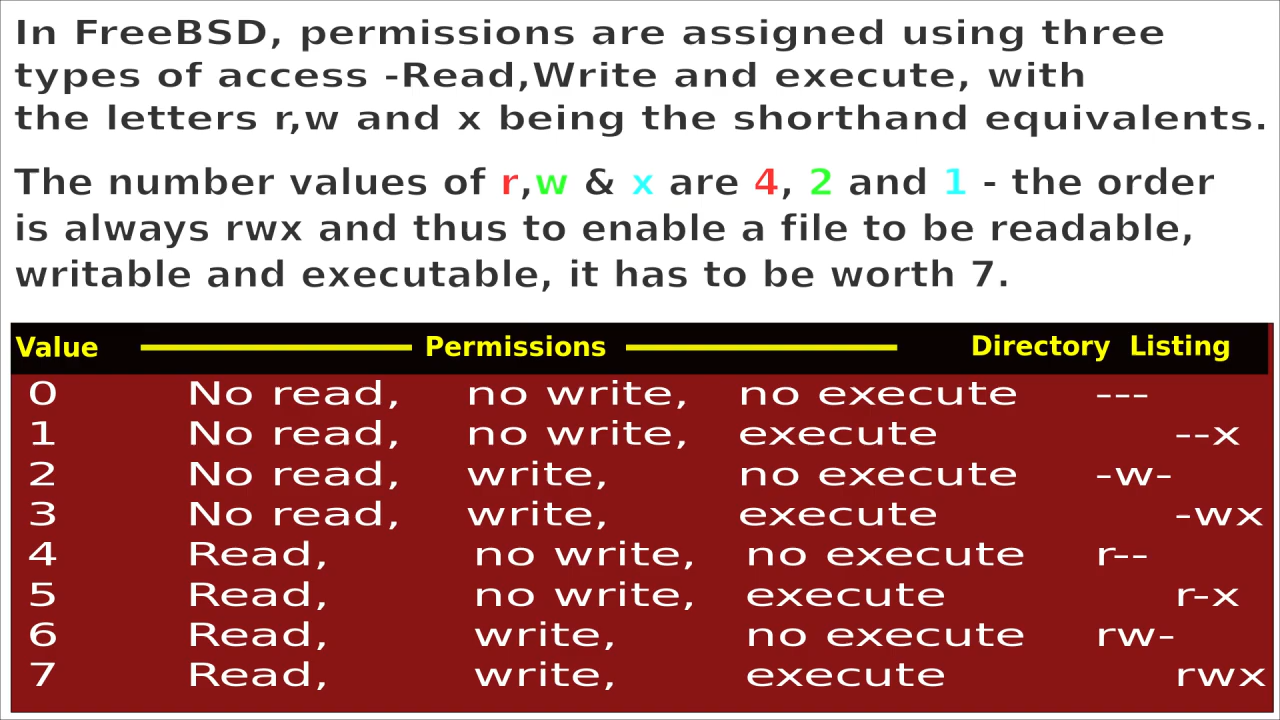 In FreeBSD, permissions are assigned using three
types of access -Read,Write and execute, with
the letters r,w and x being the shorthand equivalents.
The number values of r,w & x are 4, 2 and 1 - the order
is always rwx and thus to enable a file to be readable,
writable and executable, it has to be worth 7.
Value Permissions Directory Listing
0 No read, no write, no execute ---
1 No read, no write, execute --x
2 No read, write, no execute -w-
3 No read, write, execute -wx
4 Read, no write, no execute r--
5 Read, no write, execute r-x
6 Read, write, no execute rw-
7 Read, write, execute rwx